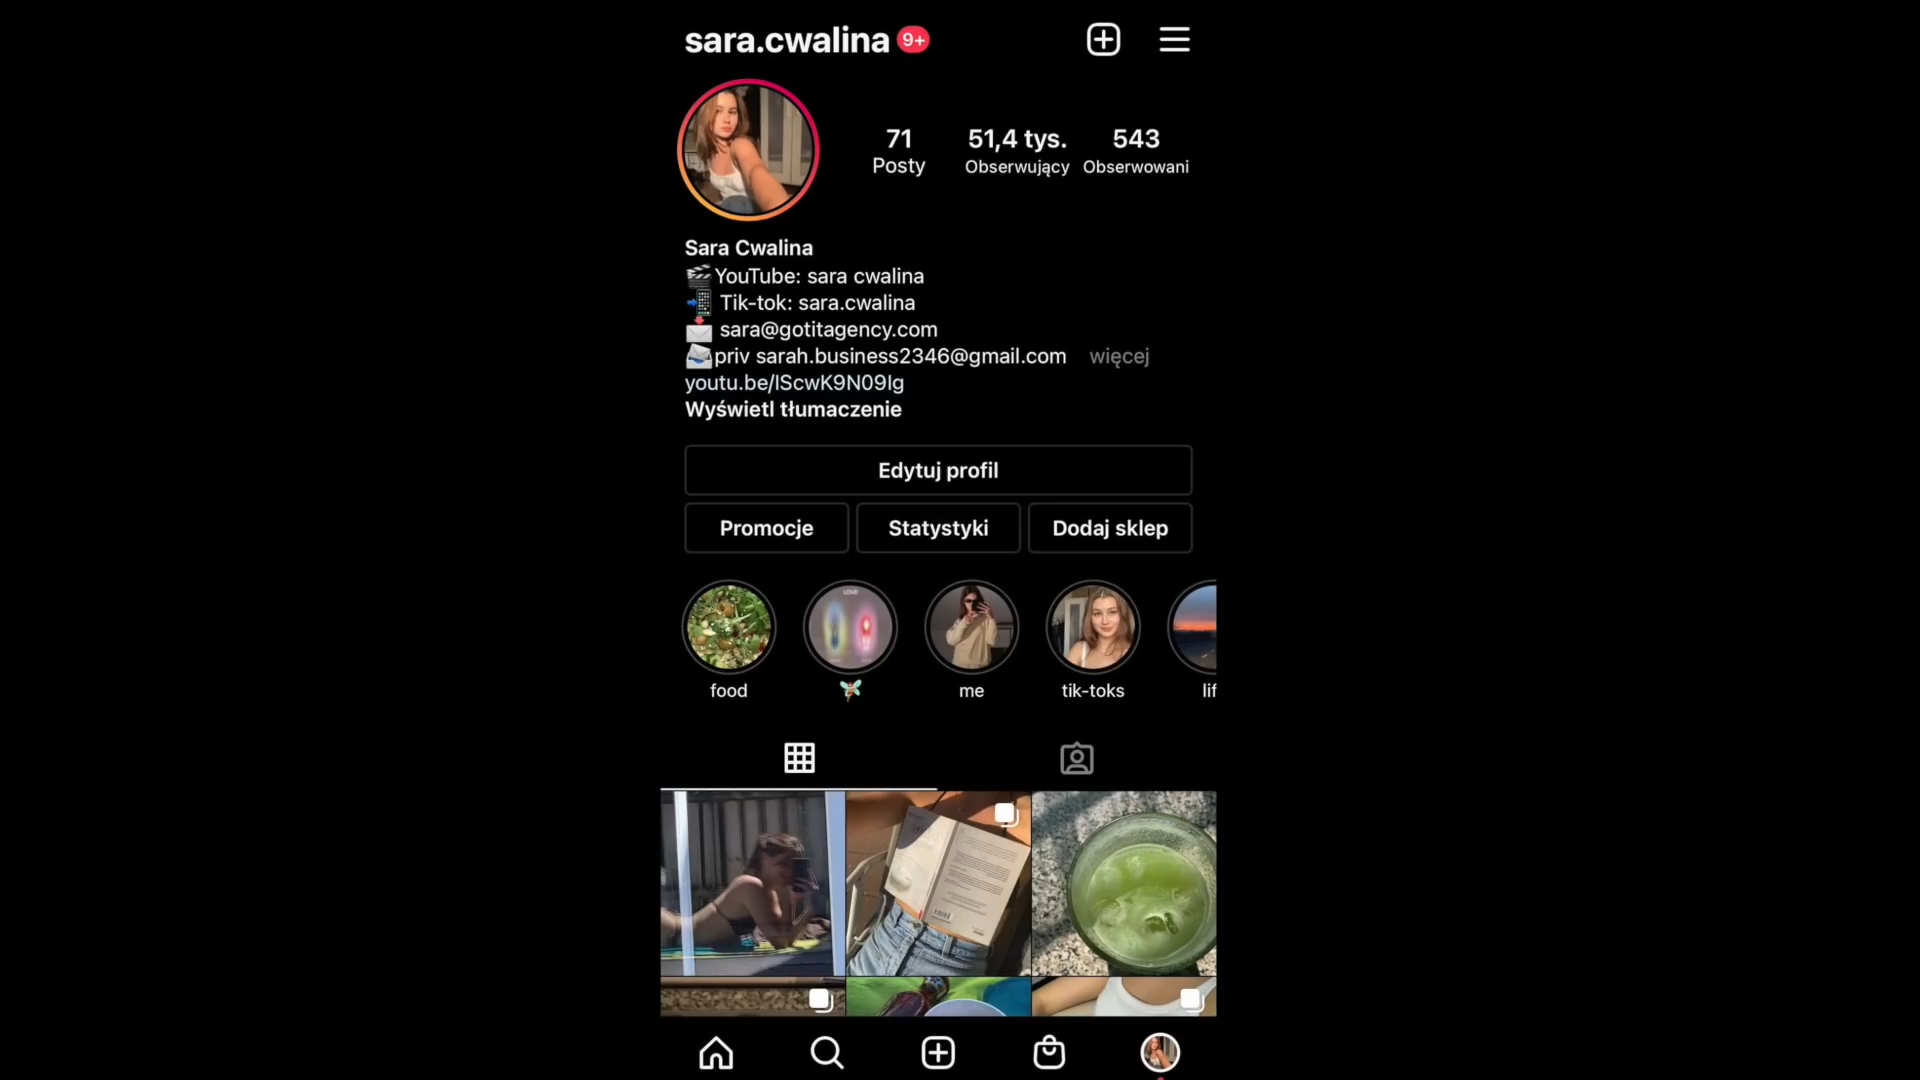 sara.cwalina 9+
71 51,4 tys. 543
Posty Obserwujący Obserwowani
Sara Cwalina
YouTube: sara cwalina
Tik-tok: sara.cwalina
sara@gotitagency.com
priv sarah.business2346@gmail.com więcej
youtu.be/IScwK9N09Ig
Wyświetl tłumaczenie
Edytuj profil
Promocje Statystyki Dodaj sklep
LOVE
food me tik-toks lif